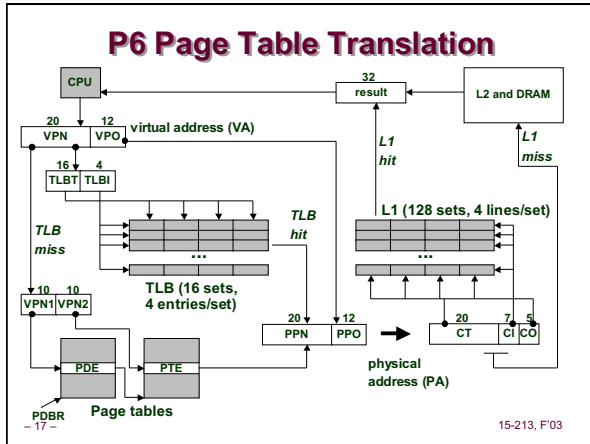 P6 Page Table Translation
CPU
32
result
L2 and DRAM
20 12
VPN VPO
virtual address (VA)
L1
hit
L1
miss
16 4
TLBT TLBI
TLB
miss
TLB
hit
L1 (128 sets, 4 lines/set)
...
...
TLB (16 sets,
4 entries/set)
10 10
VPN1 VPN2
20 12
PPN PPO
20 7 5
CT CI CO
physical
address (PA)
PDE
PTE
PDBR
Page tables
– 17 –
15-213, F'03